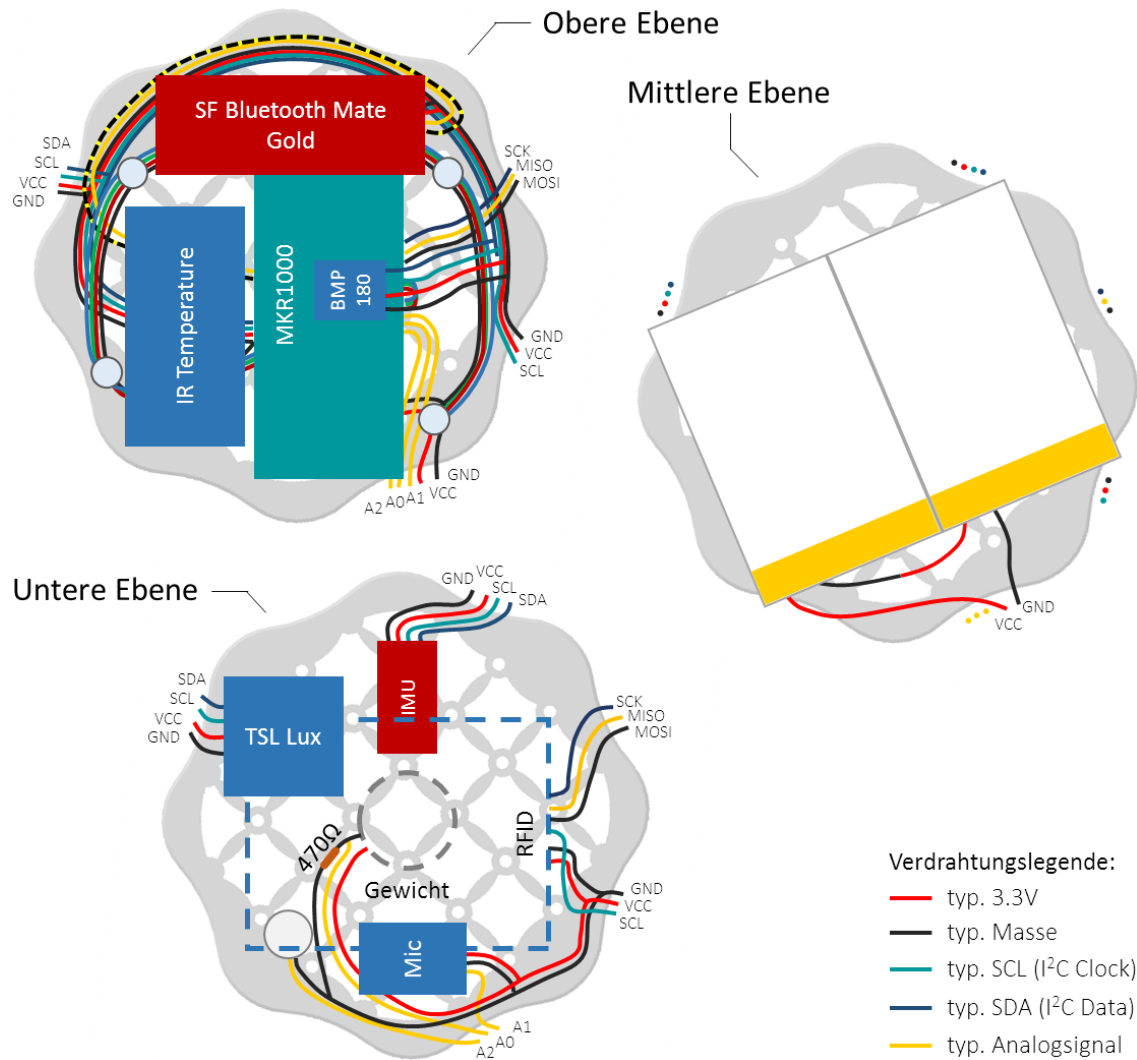 Obere Ebene
SF Bluetooth Mate
Gold
SDA
SCL
VCC
GND
SCK
MISO
MOSI
IR Temperature
MKR1000
BMP
180
GND
VCC
SCL
GND
VCC
A1
A0
A2
Mittlere Ebene
GND
VCC
Untere Ebene
GND
VCC
SCL
SDA
IMU
SDA
SCL
VCC
GND
TSL Lux
SCK
MISO
MOSI
RFID
470Ω
Gewicht
GND
VCC
SCL
Mic
A1
A0
A2
Verdrahtungslegende:
typ. 3.3V
typ. Masse
typ. SCL (I²C Clock)
typ. SDA (I²C Data)
typ. Analogsignal